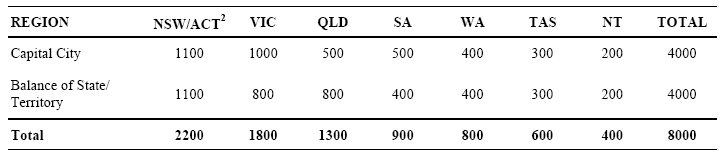 REGION NSW/ACT2 VIC QLD SA WA TAS NT TOTAL
Capital City 1100 1000 500 500 400 300 200 4000
Balance of State/
Territory 1100 800 800 400 400 300 200 4000
Total 2200 1800 1300 900 800 600 400 8000